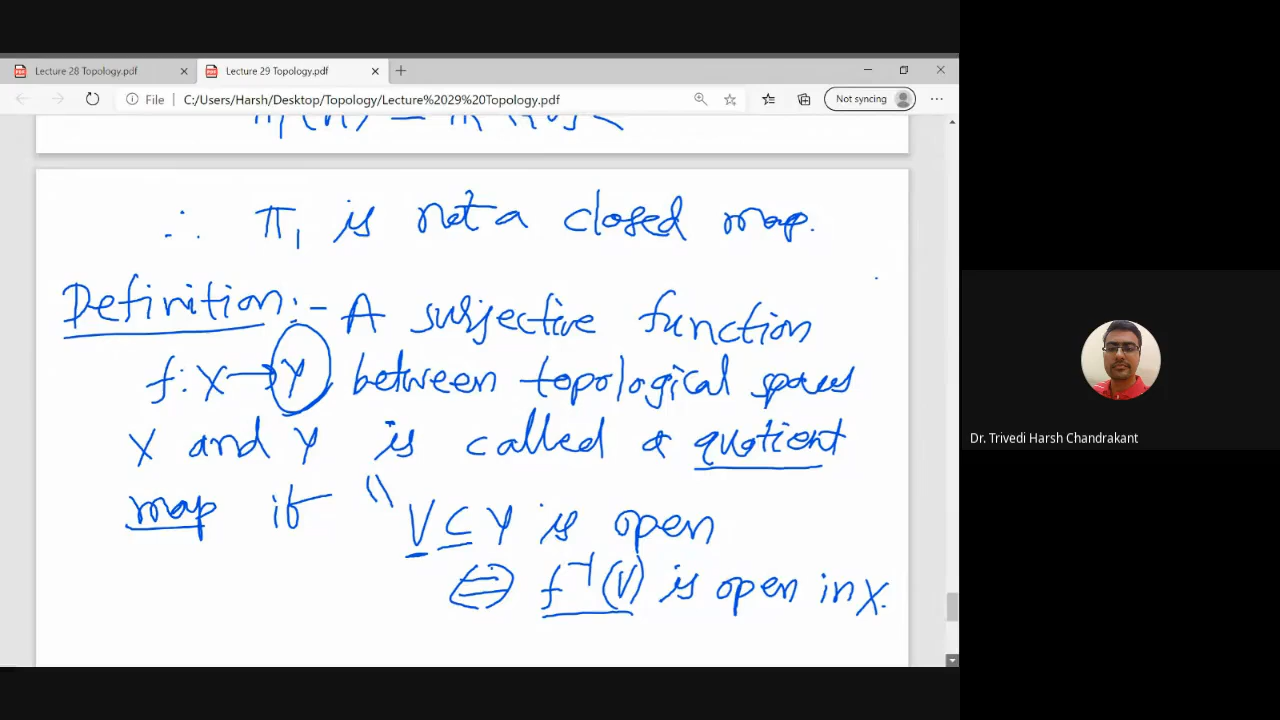 Lecture 28 Topology.pdf
Lecture 29 Topology.pdf
File
C:/Users/Harsh/Desktop/Topology/Lecture%2029%20Topology.pdf
Not syncing
∴ π₁ is not a closed map.
Definition:- A surjective function
f: X → Y between topological spaces
X and Y is called a quotient
map if "V ⊆ Y is open
⇔ f⁻¹(V) is open in X.
Dr. Trivedi Harsh Chandrakant